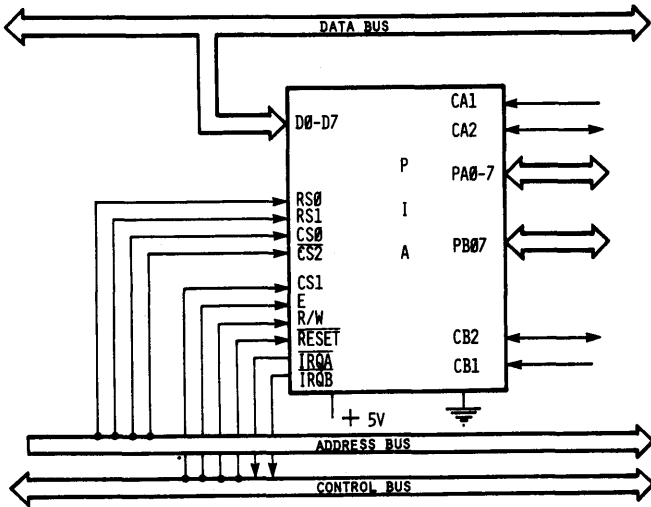 DATA BUS
D0-D7
CA1
CA2
PIA
PA0-7
RS0
RS1
CS0
CS2
PB07
CS1
E
R/W
RESET
IRQA
IRQB
CB2
CB1
+ 5V
ADDRESS BUS
CONTROL BUS